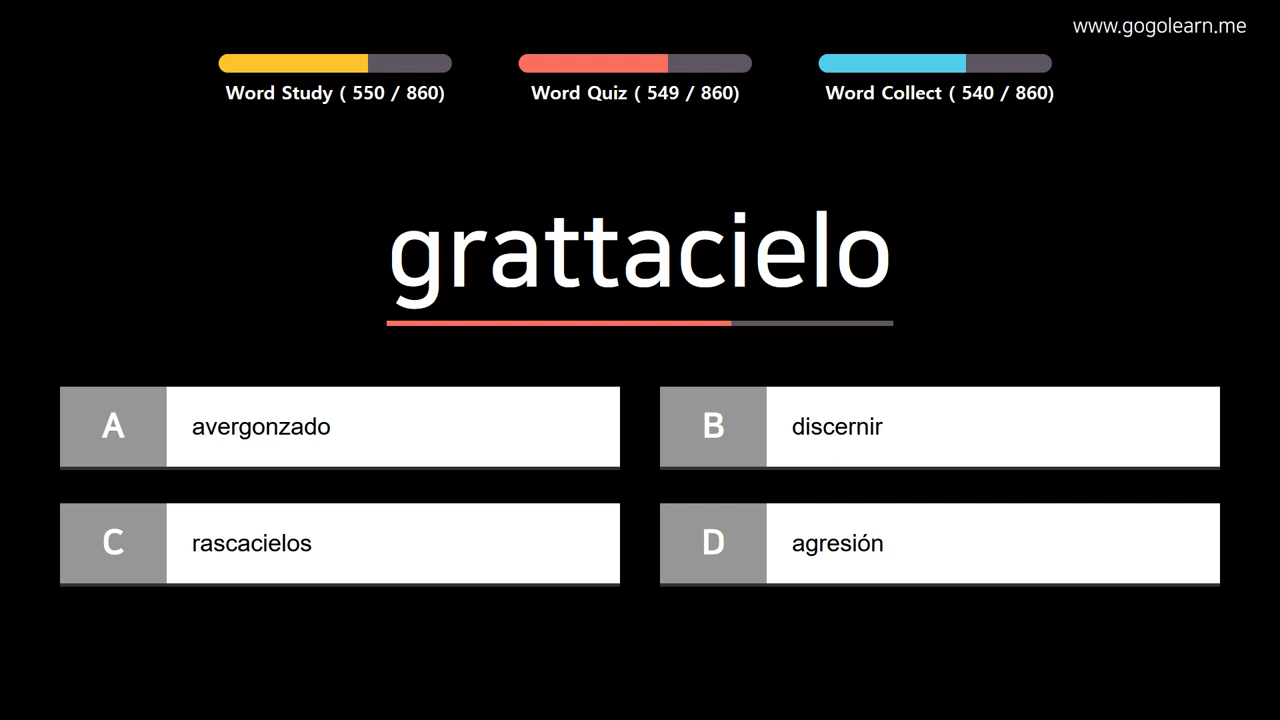 www.gogolearn.me
Word Study ( 550 / 860)
Word Quiz ( 549 / 860)
Word Collect ( 540 / 860)
grattacielo
A avergonzado
B discernir
C rascacielos
D agresión